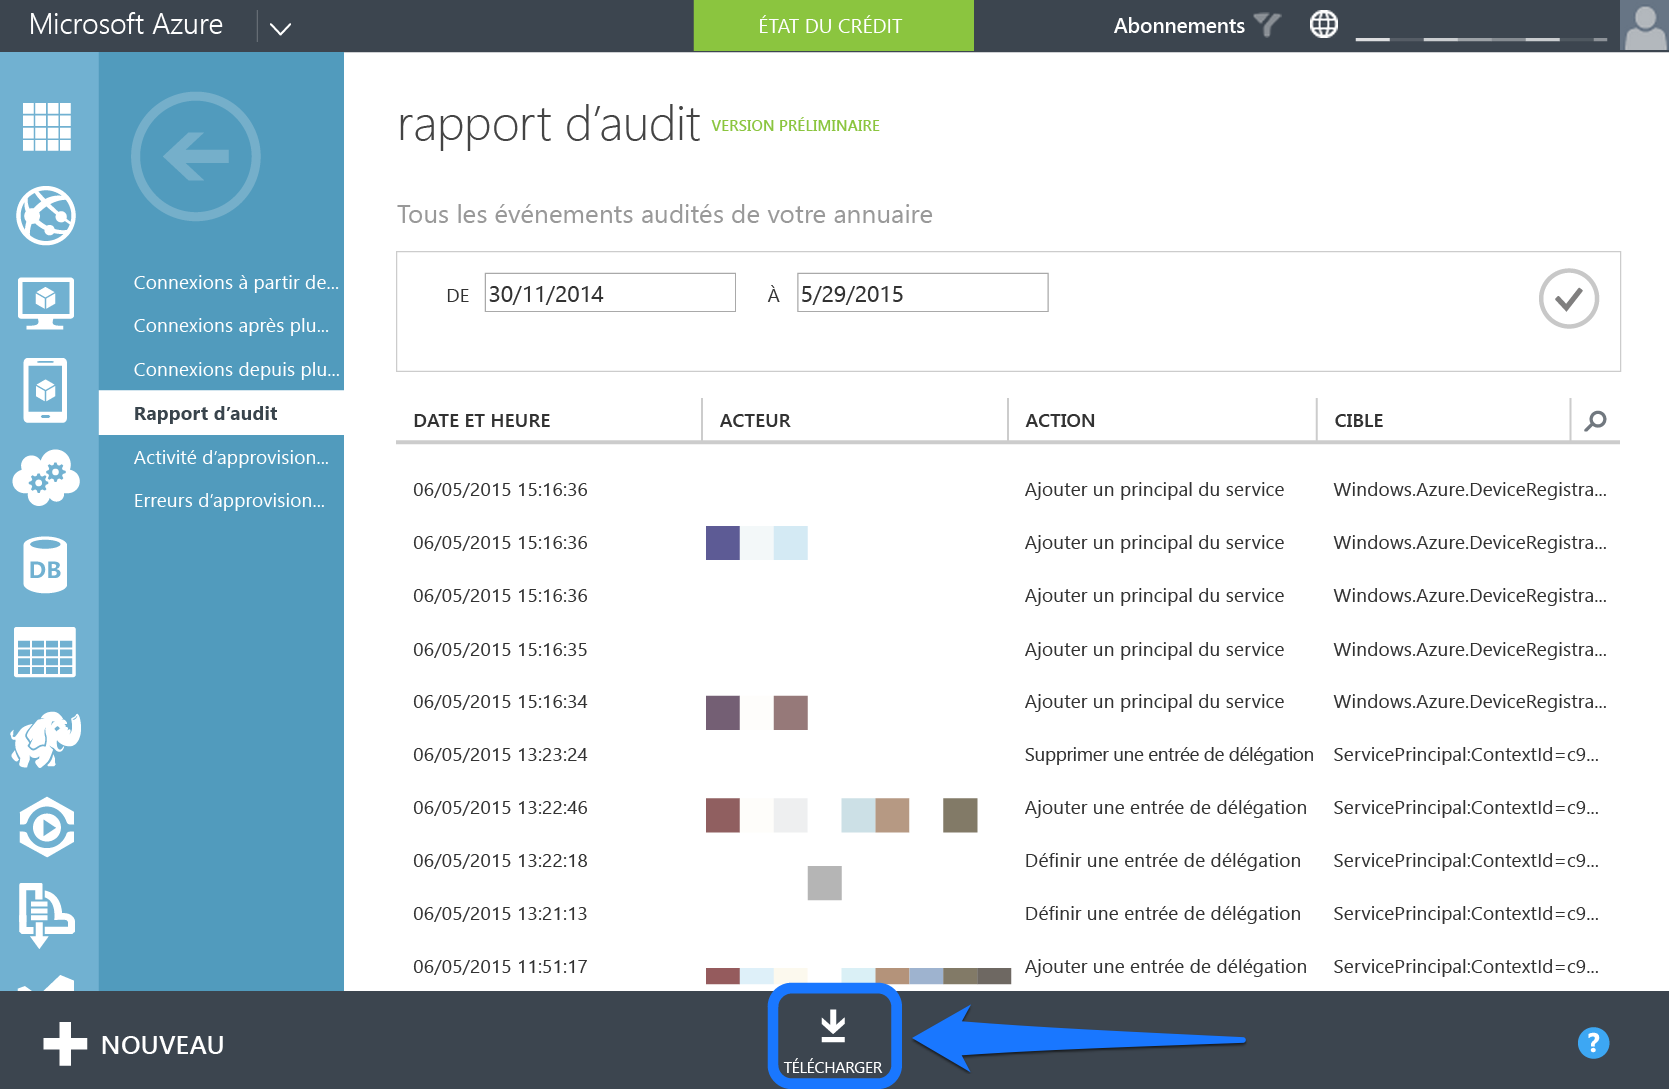 Microsoft Azure
ÉTAT DU CRÉDIT
Abonnements
rapport d’audit VERSION PRÉLIMINAIRE
Tous les événements audités de votre annuaire
Connexions à partir de...
Connexions après plu...
Connexions depuis plu...
Rapport d’audit
Activité d’approvision...
Erreurs d’approvision...
DB
DE 30/11/2014 À 5/29/2015
DATE ET HEURE ACTEUR ACTION CIBLE
06/05/2015 15:16:36 Ajouter un principal du service Windows.Azure.DeviceRegistra...
06/05/2015 15:16:36 Ajouter un principal du service Windows.Azure.DeviceRegistra...
06/05/2015 15:16:36 Ajouter un principal du service Windows.Azure.DeviceRegistra...
06/05/2015 15:16:35 Ajouter un principal du service Windows.Azure.DeviceRegistra...
06/05/2015 15:16:34 Ajouter un principal du service Windows.Azure.DeviceRegistra...
06/05/2015 13:23:24 Supprimer une entrée de délégation ServicePrincipal:ContextId=c9...
06/05/2015 13:22:46 Ajouter une entrée de délégation ServicePrincipal:ContextId=c9...
06/05/2015 13:22:18 Définir une entrée de délégation ServicePrincipal:ContextId=c9...
06/05/2015 13:21:13 Définir une entrée de délégation ServicePrincipal:ContextId=c9...
06/05/2015 11:51:17 Ajouter une entrée de délégation ServicePrincipal:ContextId=c9...
NOUVEAU
TÉLÉCHARGER
?